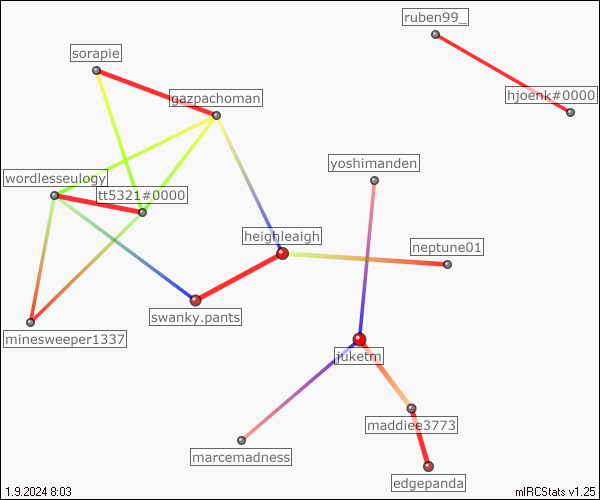 ruben99_
sorapie
gazpachoman
hjoenk#0000
yoshimanden
wordlesseulogy
tt5321#0000
heighleaigh
neptune01
swanky.pants
minesweeper1337
juketm
maddiee3773
marcemadness
edgepanda
1.9.2024 8:03
mIRCStats v1.25